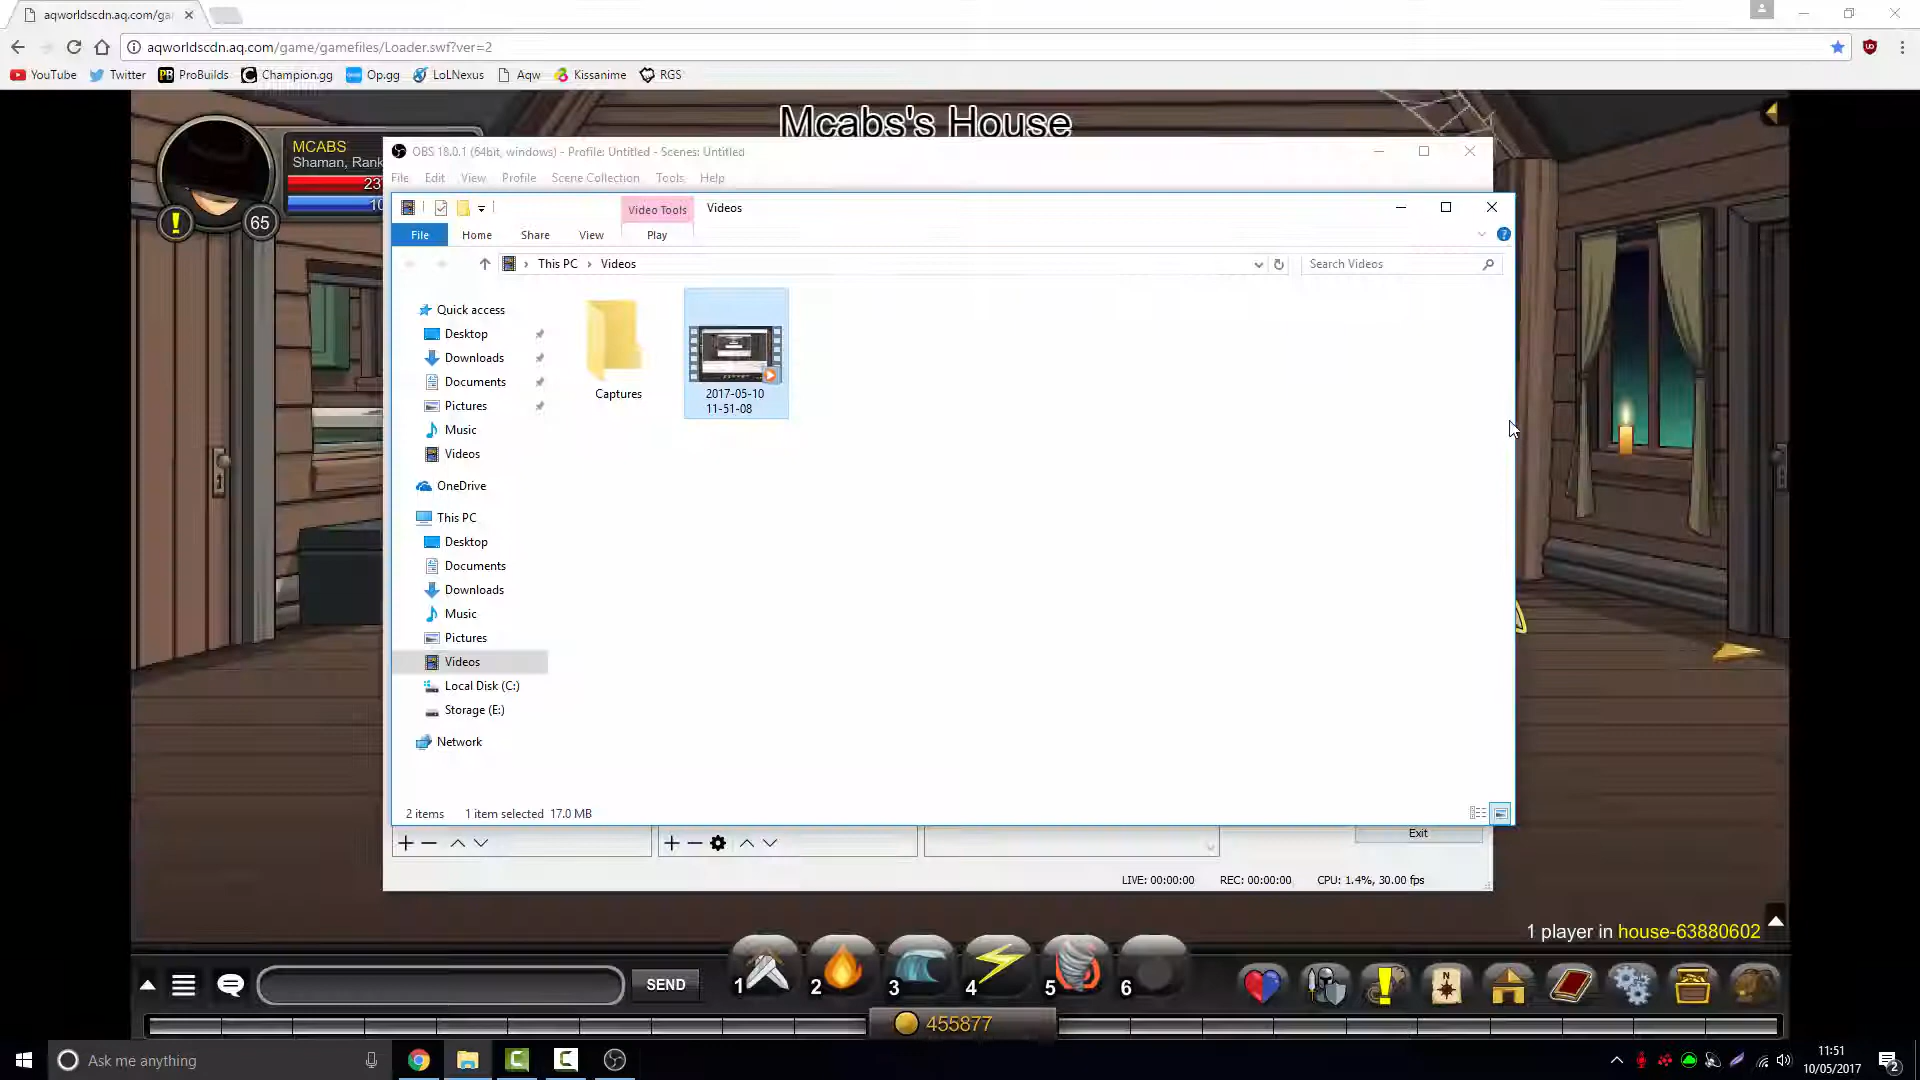 aqworldscdn.aq.com/ga
aqworldscdn.aq.com/game/gamefiles/Loader.swf?ver=2
YouTube Twitter ProBuilds Champion.gg Op.gg LoLNexus Aqw Kissanime RGS
Mcabs's House
MCABS
Shaman, Rank
65
OBS 18.0.1 (64bit, windows) - Profile: Untitled - Scenes: Untitled
File Edit View Profile Scene Collection Tools Help
Video Tools Videos
File Home Share View Play
This PC › Videos
Search Videos
Quick access
Desktop
Downloads
Documents
Pictures
Music
Videos
OneDrive
This PC
Desktop
Documents
Downloads
Music
Pictures
Videos
Local Disk (C:)
Storage (E:)
Network
Captures
2017-05-10
11-51-08
2 items 1 item selected 17.0 MB
Exit
LIVE: 00:00:00 REC: 00:00:00 CPU: 1.4%, 30.00 fps
1 player in house-63880602
SEND
1 2 3 4 5 6
N
455877
Ask me anything
11:51
10/05/2017
2